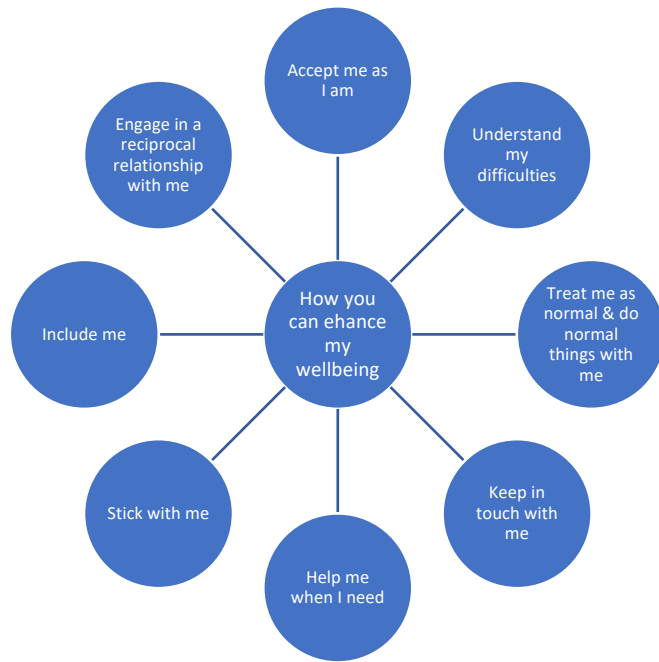 Accept me as
I am
Understand
my
difficulties
Treat me as
normal & do
normal
things with
me
Keep in
touch with
me
Help me
when I need
Stick with me
Include me
Engage in a
reciprocal
relationship
with me
How you
can ehance
my
wellbeing